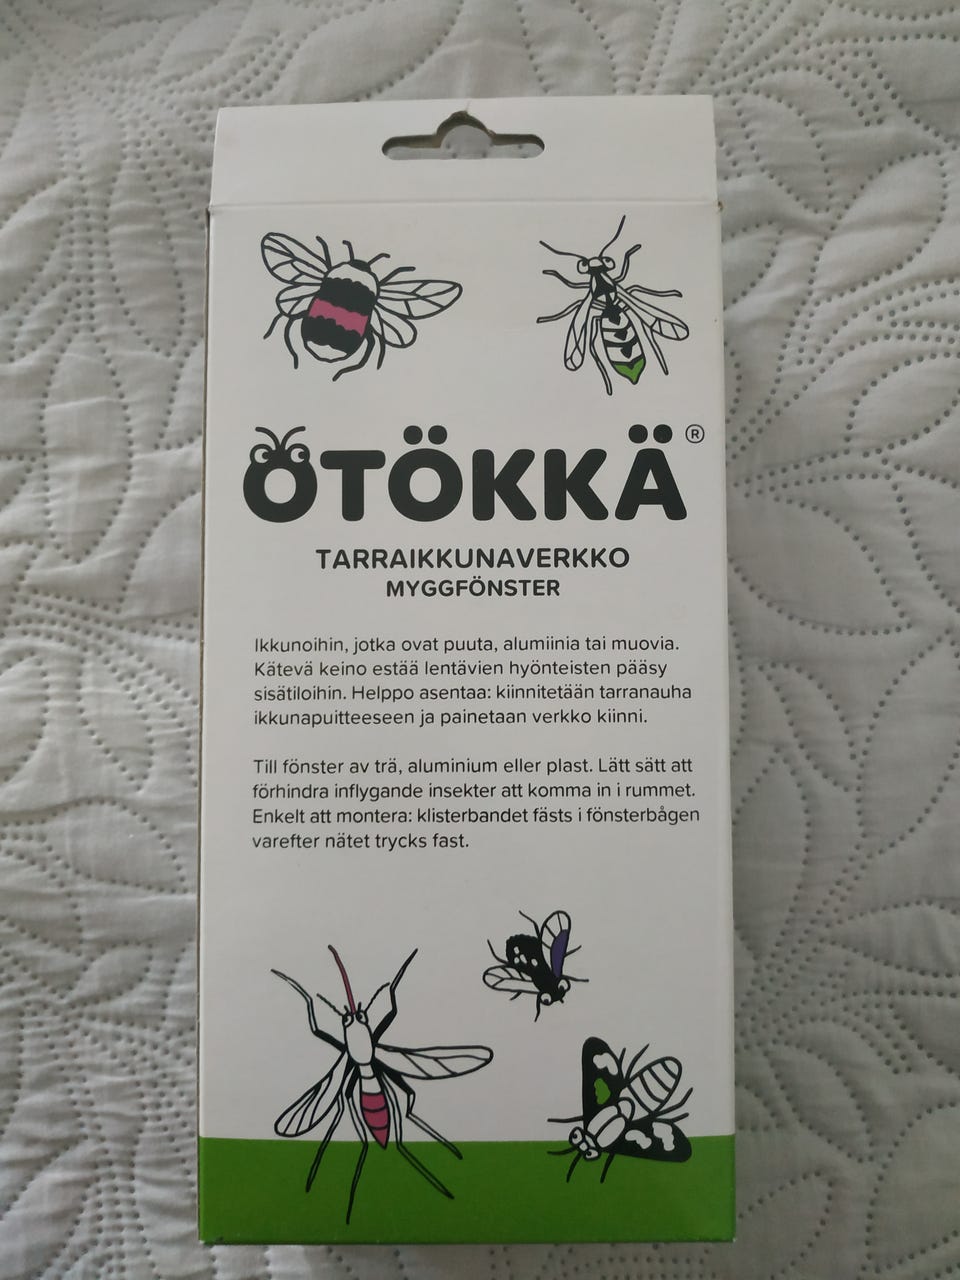 ÖTÖKKÄ®
TARRAIKKUNAVERKKO
MYGGFÖNSTER
Ikkunoihin, jotka ovat puuta, alumiinia tai muovia.
Kätevä keino estää lentävien hyönteisten pääsy
sisätiloihin. Helppo asentaa: kiinnitetään tarranauha
ikkunapuitteeseen ja painetaan verkko kiinni.
Till fönster av trä, aluminium eller plast. Lätt sätt att
förhindra inflygande insekter att komma in i rummet.
Enkelt att montera: klisterbandet fästs i fönsterbågen
varefter nätet trycks fast.